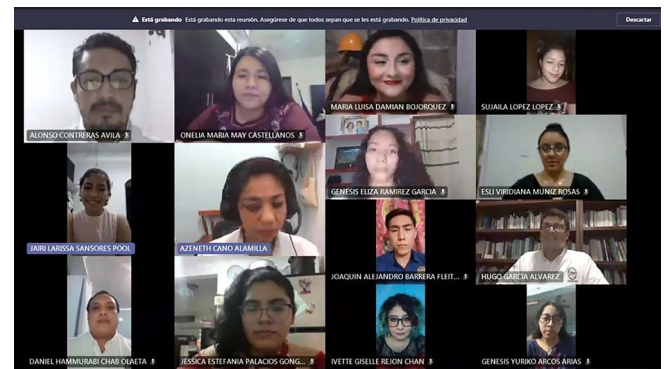 Está grabando Está grabando esta reunión. Asegúrese de que todos sepan que se les está grabando. Política de privacidad Descartar
ALONSO CONTRERAS AVILA
ONELIA MARIA MAY CASTELLANOS
MARIA LUISA DAMIAN BOJORQUEZ
SUJAILA LOPEZ LOPEZ
JAIRI LARISSA SANSORES POOL
AZENETH CANO ALAMILLA
GENESIS ELIZA RAMIREZ GARCIA
ESLI VIRIDIANA MUNIZ ROSAS
JOAQUIN ALEJANDRO BARRERA FLEIT...
HUGO GARCIA ALVAREZ
DANIEL HAMMURABI CHAB OLAETA
JESSICA ESTEFANIA PALACIOS GONG...
IVETTE GISELLE REJON CHAN
GENESIS YURIKO ARCOS ARIAS